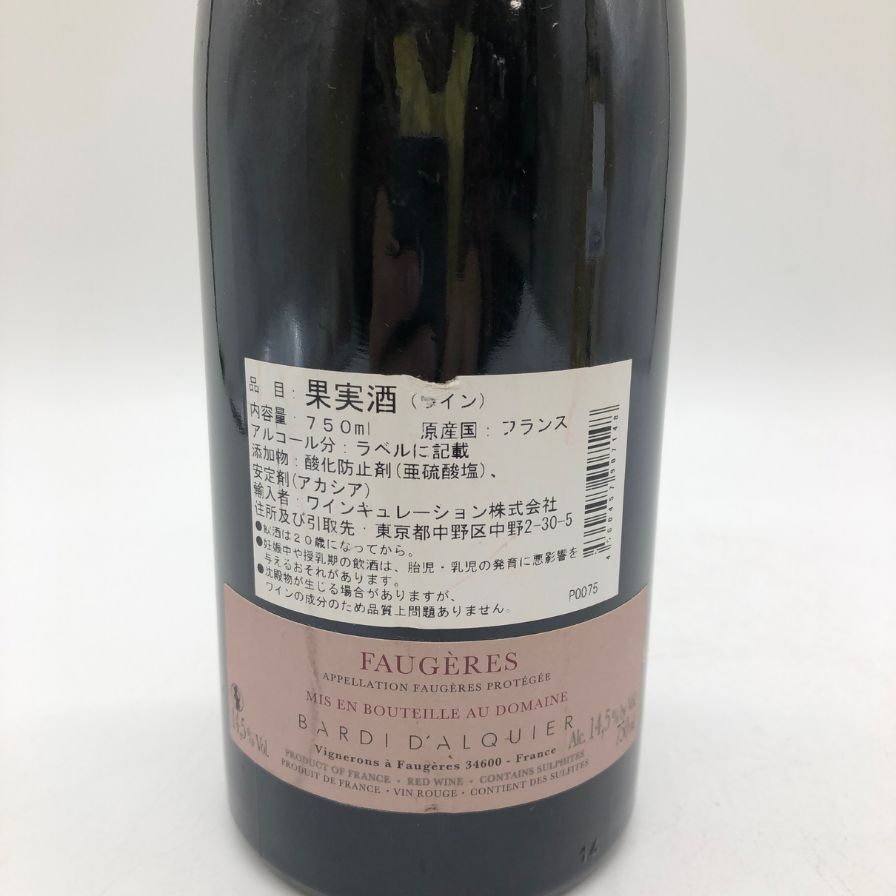 品 目：果実酒（ワイン）
内容量：７５０ml 原産国：フランス
アルコール分：ラベルに記載
添加物：酸化防止剤(亜硫酸塩)、
安定剤(アカシア)
輸入者：ワインキュレーション株式会社
住所及び引取先：東京都中野区中野2-30-5
●飲酒は２０歳になってから。
●妊娠中や授乳期の飲酒は、胎児・乳児の発育に悪影響を
与えるおそれがあります。
●沈殿物が生じる場合がありますが、
ワインの成分のため品質上問題ありません。
P0075
FAUGÈRES
APPELLATION FAUGÈRES PROTÉGÉE
MIS EN BOUTEILLE AU DOMAINE
BARDI D'ALQUIER
14,5% Vol.
Alc. 14,5% by Vol.
750ml
Vignerons à Faugères 34600 - France
PRODUCT OF FRANCE - RED WINE - CONTAINS SULPHITES
PRODUIT DE FRANCE - VIN ROUGE - CONTIENT DES SULFITES
14